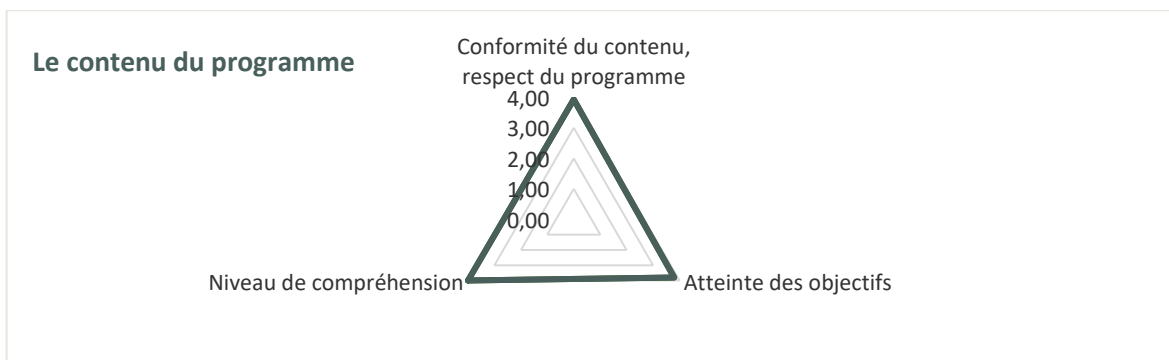 Le contenu du programme
Conformité du contenu,
respect du programme
4,00
3,00
2,00
1,00
0,00
Niveau de compréhension
Atteinte des objectifs